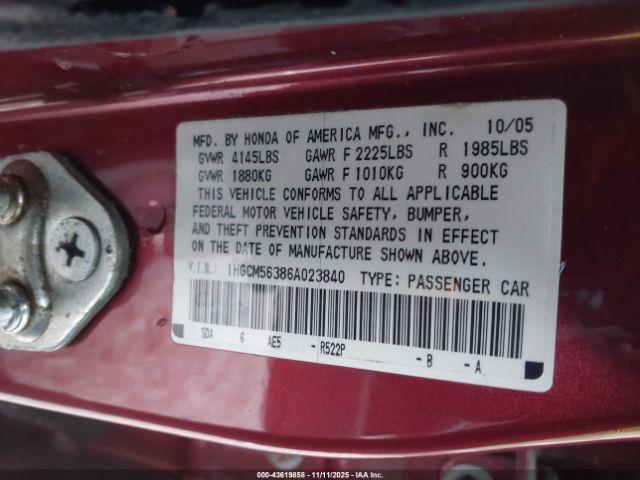 MFD. BY HONDA OF AMERICA MFG., INC. 10/05
GVWR 4145LBS GAWR F 2225LBS R 1985LBS
GVWR 1880KG GAWR F 1010KG R 900KG
THIS VEHICLE CONFORMS TO ALL APPLICABLE
FEDERAL MOTOR VEHICLE SAFETY, BUMPER,
AND THEFT PREVENTION STANDARDS IN EFFECT
ON THE DATE OF MANUFACTURE SHOWN ABOVE.
V.I.N.: 1HGCM56386A023840 TYPE: PASSENGER CAR
SDA 6 AE5 - R522P - B - A
000-43619858 - 11/11/2025 - IAA Inc.